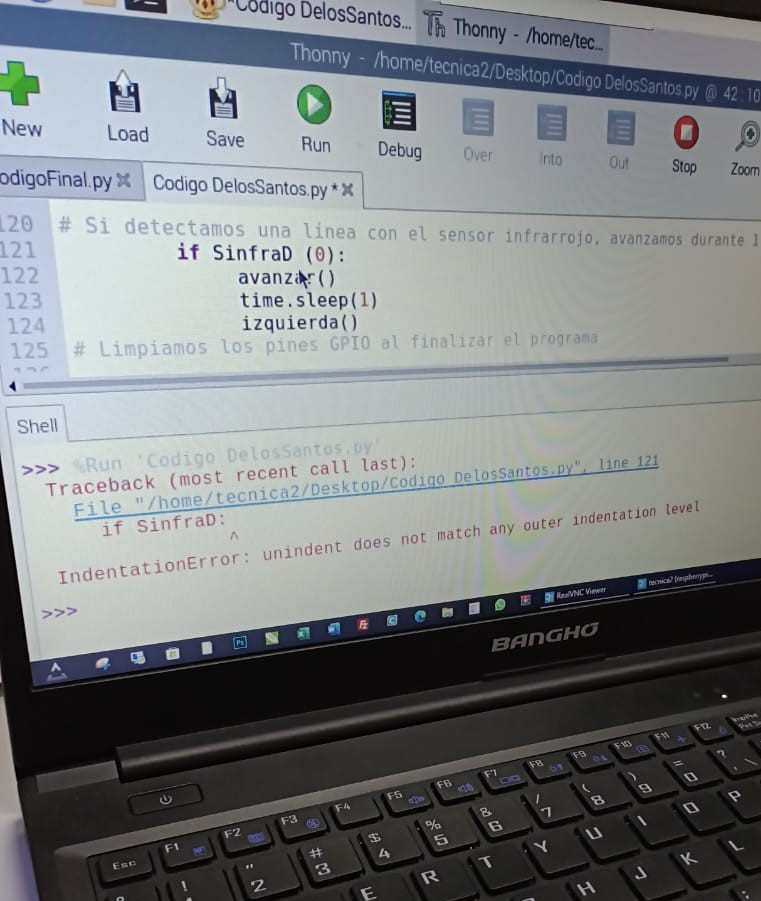 *Codigo DelosSantos...
Thonny - /home/tec...
Thonny - /home/tecnica2/Desktop/Codigo DelosSantos.py @ 42:10
New Load Save Run Debug Over Into Out Stop Zoom
odigoFinal.py Codigo DelosSantos.py *
120 # Si detectamos una línea con el sensor infrarrojo, avanzamos durante 1
121 if SinfraD (0):
122 avanzar()
123 time.sleep(1)
124 izquierda()
125 # Limpiamos los pines GPIO al finalizar el programa
Shell
>>> %Run 'Codigo DelosSantos.py'
Traceback (most recent call last):
File "/home/tecnica2/Desktop/Codigo DelosSantos.py", line 121
if SinfraD:
^
IndentationError: unindent does not match any outer indentation level
>>>
Ps
RealVNC Viewer
tecnica2 (raspberrypi...
BANGHO
Esc F1 F2 F3 F4 F5 F6 F7 F8 F9 F10 F11 F12
! " # $ % & / ( ) = ?
2 3 4 5 6 7 8 9 0
E R T Y U I O P
H J K L